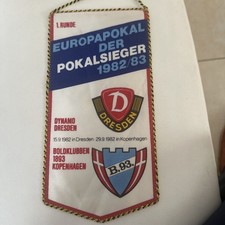 1. RUNDE
EUROPAPOKAL
DER
POKALSIEGER
1982/83
D
DRESDEN
DYNAMO
DRESDEN
15.9.1982 in Dresden · 29.9.1982 in Kopenhagen
BOLDKLUBBEN
1893
KOPENHAGEN
B.93.